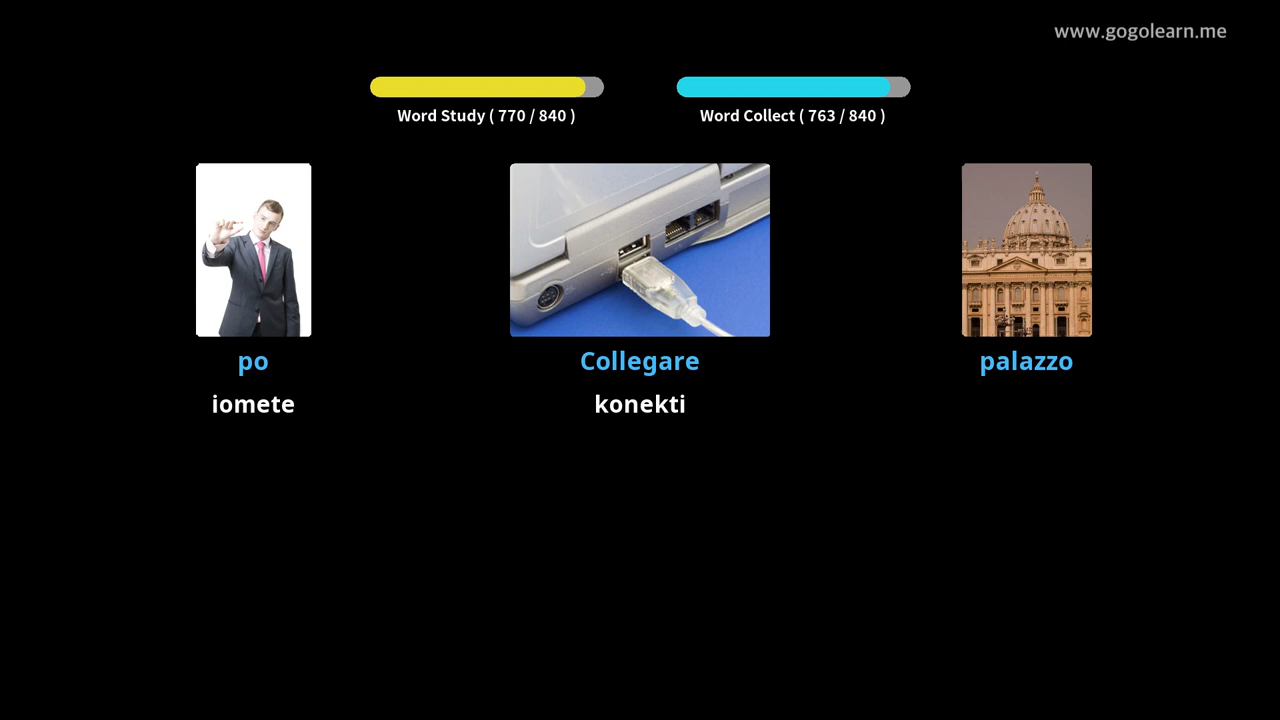 www.gogolearn.me
Word Study ( 770 / 840 )
Word Collect ( 763 / 840 )
po
Collegare
palazzo
iomete
konekti